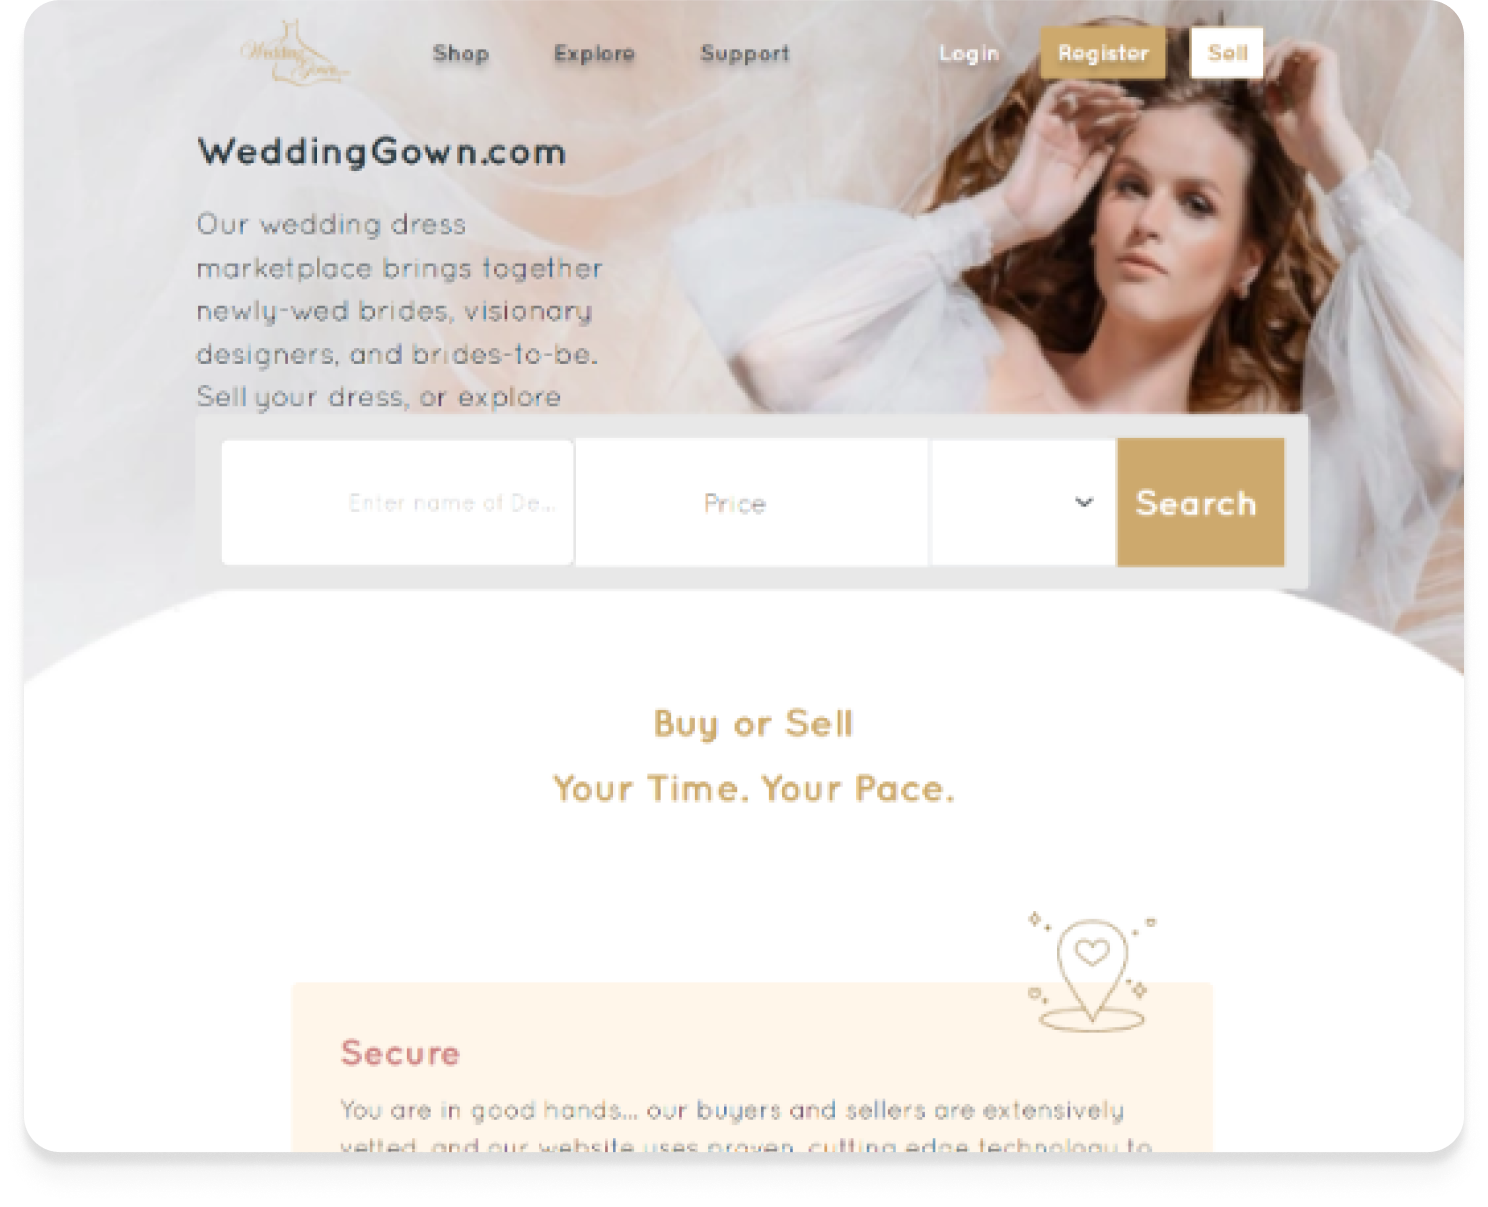 Wedding
Gown.com
Shop Explore Support Login Register Sell
WeddingGown.com
Our wedding dress
marketplace brings together
newly-wed brides, visionary
designers, and brides-to-be.
Sell your dress, or explore
Enter name of De... Price Search
Buy or Sell
Your Time. Your Pace.
Secure
You are in good hands... our buyers and sellers are extensively
vetted, and our website uses proven, cutting edge technology to